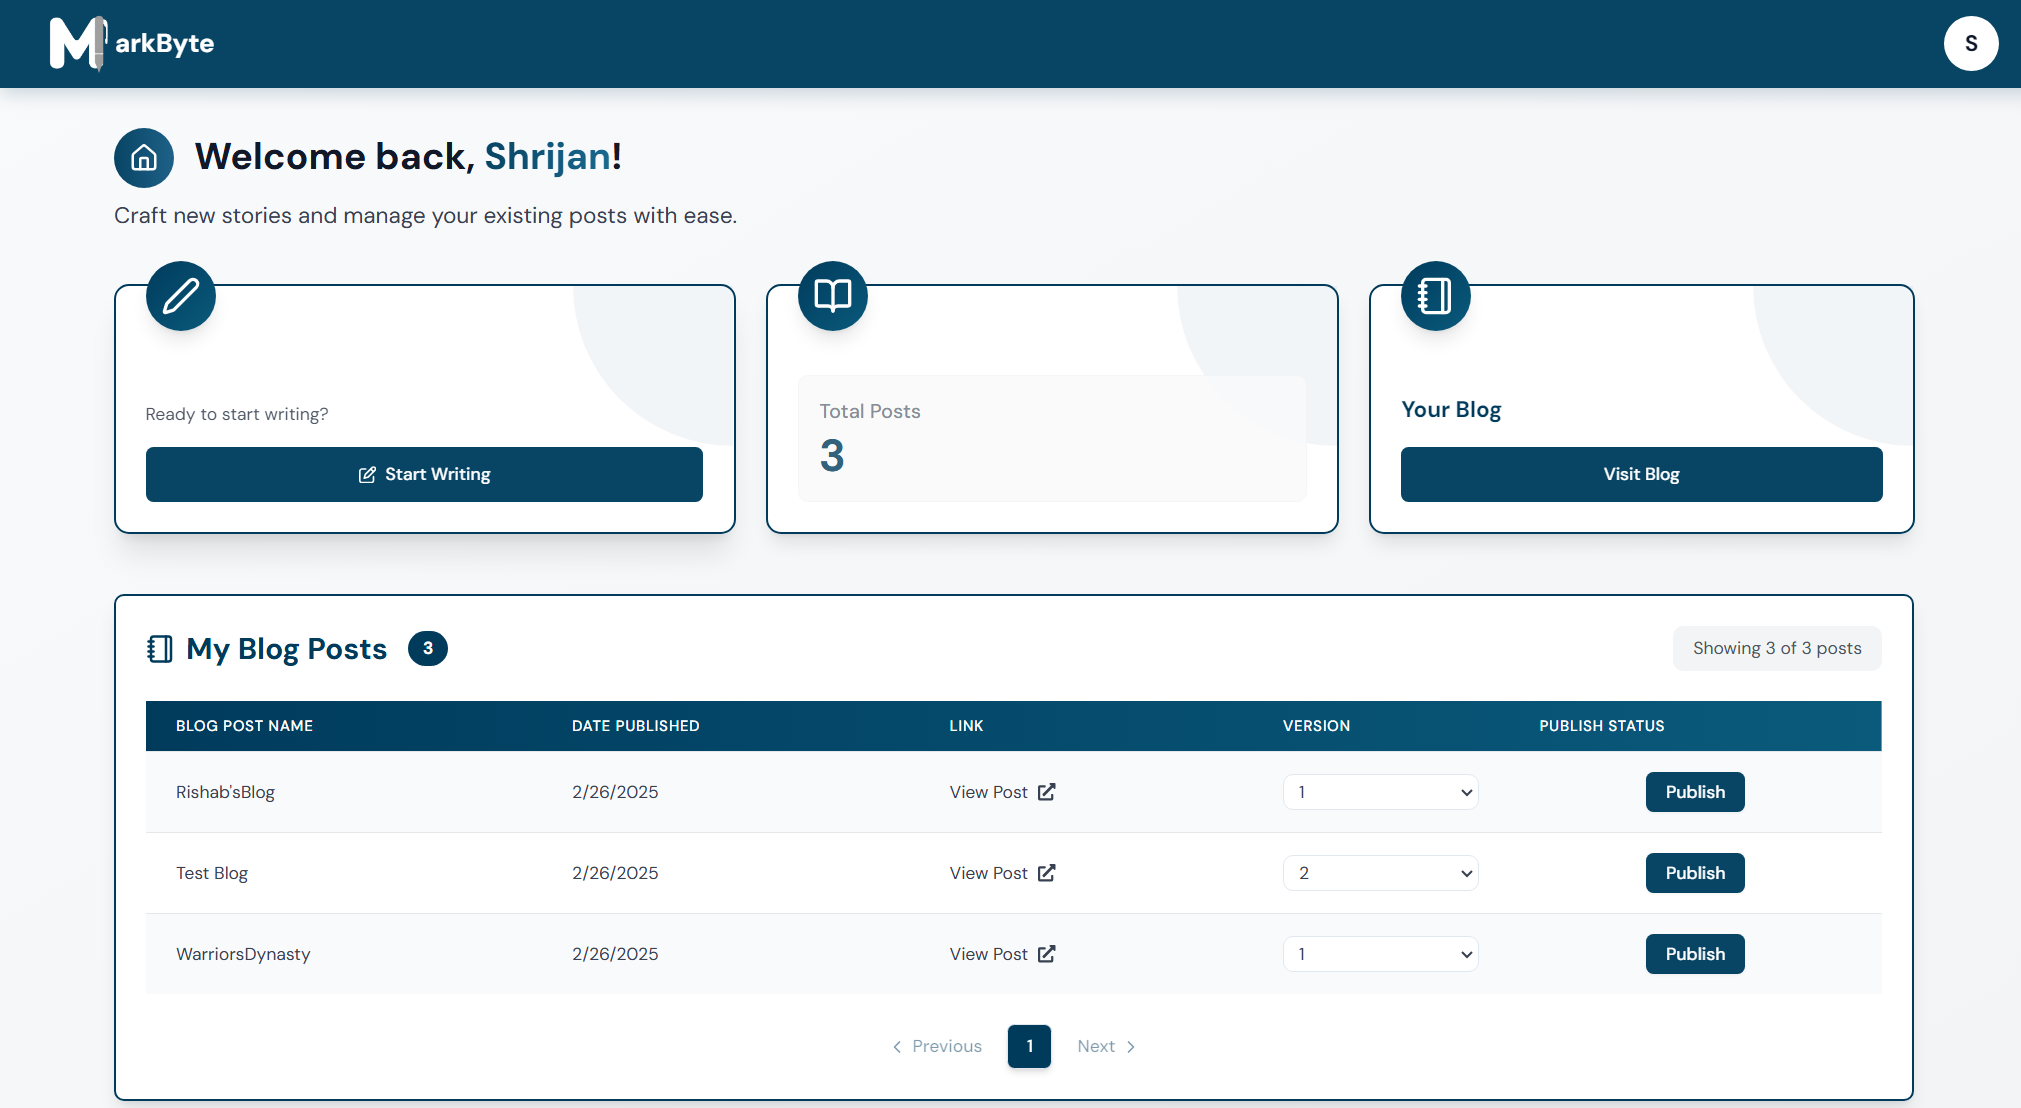 MarkByte
S
Welcome back, Shrijan!
Craft new stories and manage your existing posts with ease.
Ready to start writing?
Start Writing
Total Posts
3
Your Blog
Visit Blog
My Blog Posts 3
Showing 3 of 3 posts
BLOG POST NAME DATE PUBLISHED LINK VERSION PUBLISH STATUS
Rishab'sBlog 2/26/2025 View Post 1 Publish
Test Blog 2/26/2025 View Post 2 Publish
WarriorsDynasty 2/26/2025 View Post 1 Publish
Previous 1 Next